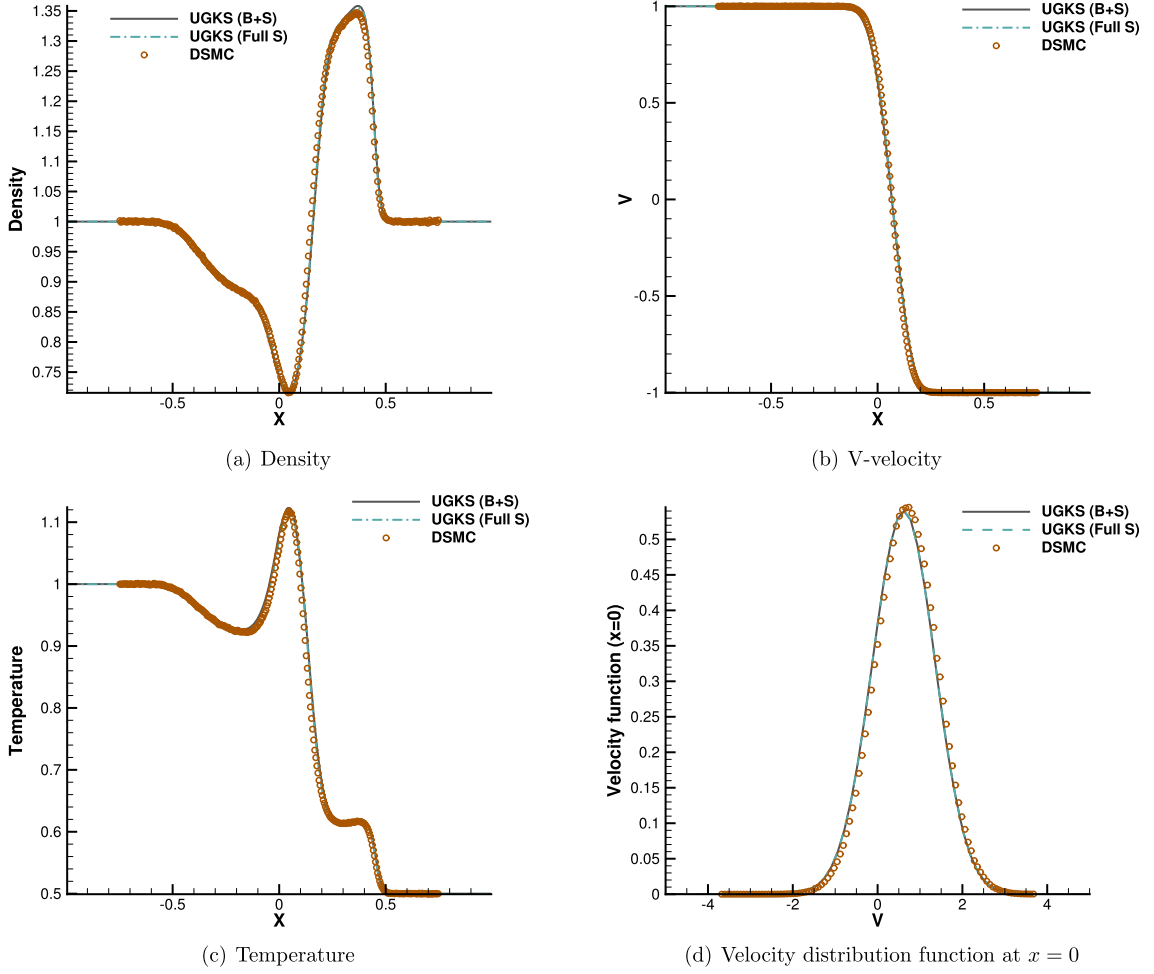 UGKS (B+S)
UGKS (Full S)
DSMC
Density
1.35
1.3
1.25
1.2
1.15
1.1
1.05
1
0.95
0.9
0.85
0.8
0.75
-0.5
0
0.5
X
(a) Density
UGKS (B+S)
UGKS (Full S)
DSMC
V
1
0.5
0
-0.5
-1
-0.5
0
0.5
X
(b) V-velocity
UGKS (B+S)
UGKS (Full S)
DSMC
Temperature
1.1
1
0.9
0.8
0.7
0.6
0.5
-0.5
0
0.5
X
(c) Temperature
UGKS (B+S)
UGKS (Full S)
DSMC
Velocity function (x=0)
0.5
0.45
0.4
0.35
0.3
0.25
0.2
0.15
0.1
0.05
0
-4
-2
0
2
4
V
(d) Velocity distribution function at x = 0